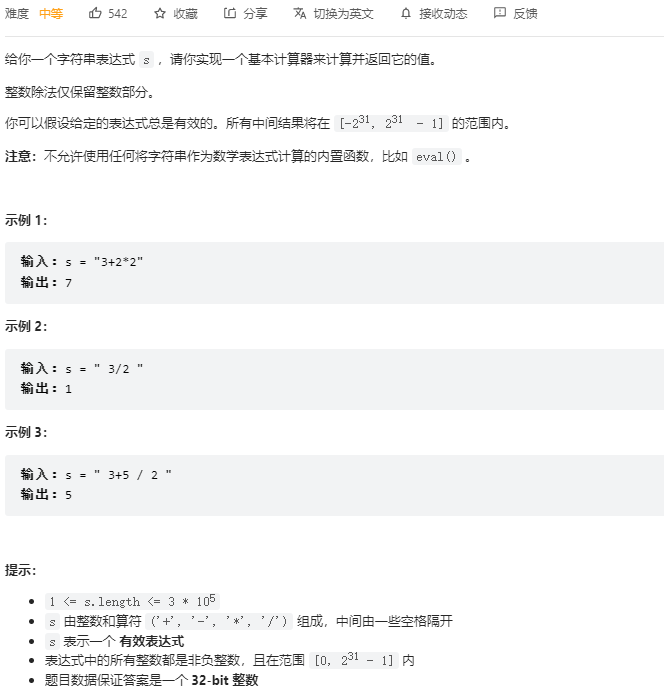 难度 中等 542 收藏 分享 切换为英文 接收动态 反馈
给你一个字符串表达式 s ，请你实现一个基本计算器来计算并返回它的值。
整数除法仅保留整数部分。
你可以假设给定的表达式总是有效的。所有中间结果将在 [-2³¹, 2³¹ - 1] 的范围内。
注意：不允许使用任何将字符串作为数学表达式计算的内置函数，比如 eval() 。
示例 1：
输入：s = "3+2*2"
输出：7
示例 2：
输入：s = " 3/2 "
输出：1
示例 3：
输入：s = " 3+5 / 2 "
输出：5
提示：
1 <= s.length <= 3 * 10⁵
s 由整数和算符 ('+', '-', '*', '/') 组成，中间由一些空格隔开
s 表示一个 有效表达式
表达式中的所有整数都是非负整数，且在范围 [0, 2³¹ - 1] 内
题目数据保证答案是一个 32-bit 整数